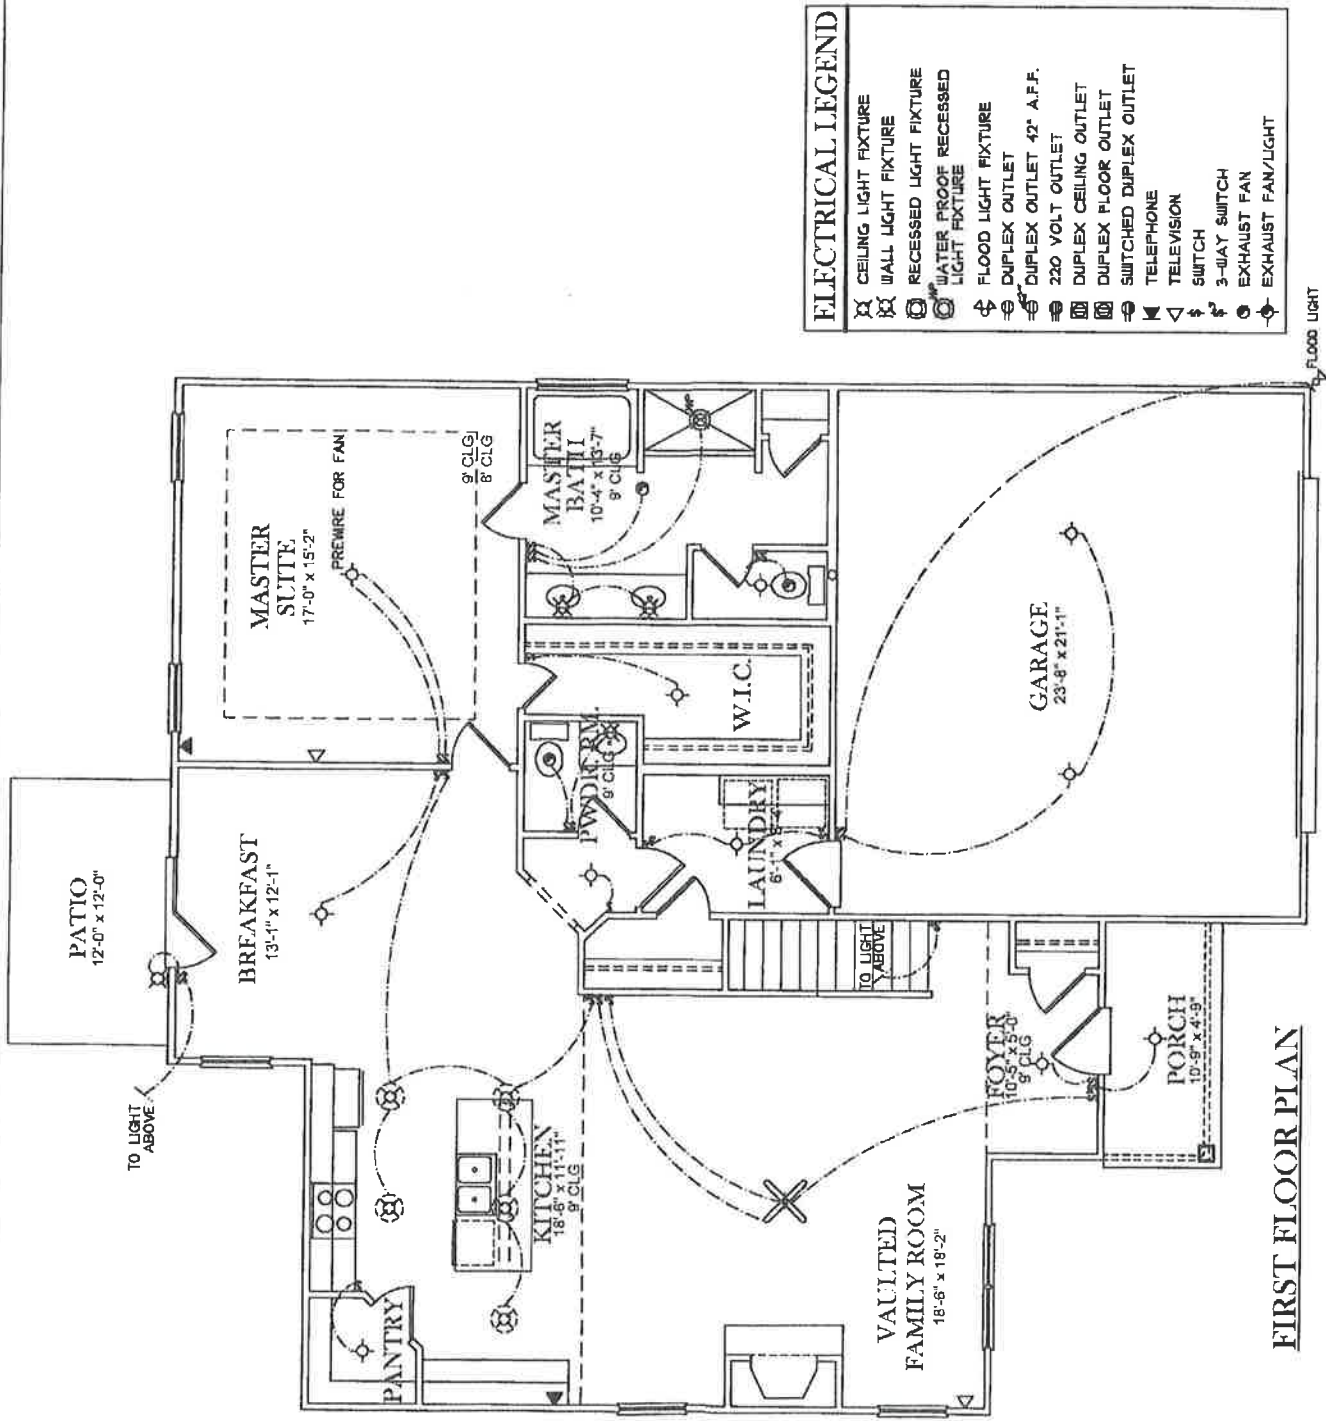 PATIO
12'-0" x 12'-0"
TO LIGHT
ABOVE
BREAKFAST
13'-1" x 12'-1"
MASTER
SUITE
17'-0" x 15'-2"
PREWIRE FOR FAN
9' CLG
8' CLG
MASTER
BATH
10'-4" x 13'-7"
9' CLG
WP
W.I.C.
PWDR. RM.
9' CLG
LAUNDRY
KITCHEN
18'-6" x 11'-11"
9' CLG
PANTRY
VAULTED
FAMILY ROOM
18'-6" x 18'-2"
TO LIGHT
ABOVE
FOYER
10'-5" x 5'-0"
9' CLG
PORCH
10'-9" x 4'-9"
GARAGE
23'-8" x 21'-1"
FLOOD LIGHT
FIRST FLOOR PLAN
ELECTRICAL LEGEND
CEILING LIGHT FIXTURE
WALL LIGHT FIXTURE
RECESSED LIGHT FIXTURE
WP WATER PROOF RECESSED
LIGHT FIXTURE
FLOOD LIGHT FIXTURE
DUPLEX OUTLET
42" DUPLEX OUTLET 42" A.F.F.
220 VOLT OUTLET
DUPLEX CEILING OUTLET
DUPLEX FLOOR OUTLET
SWITCHED DUPLEX OUTLET
TELEPHONE
TELEVISION
$ SWITCH
$3 3-WAY SWITCH
EXHAUST FAN
EXHAUST FAN/LIGHT